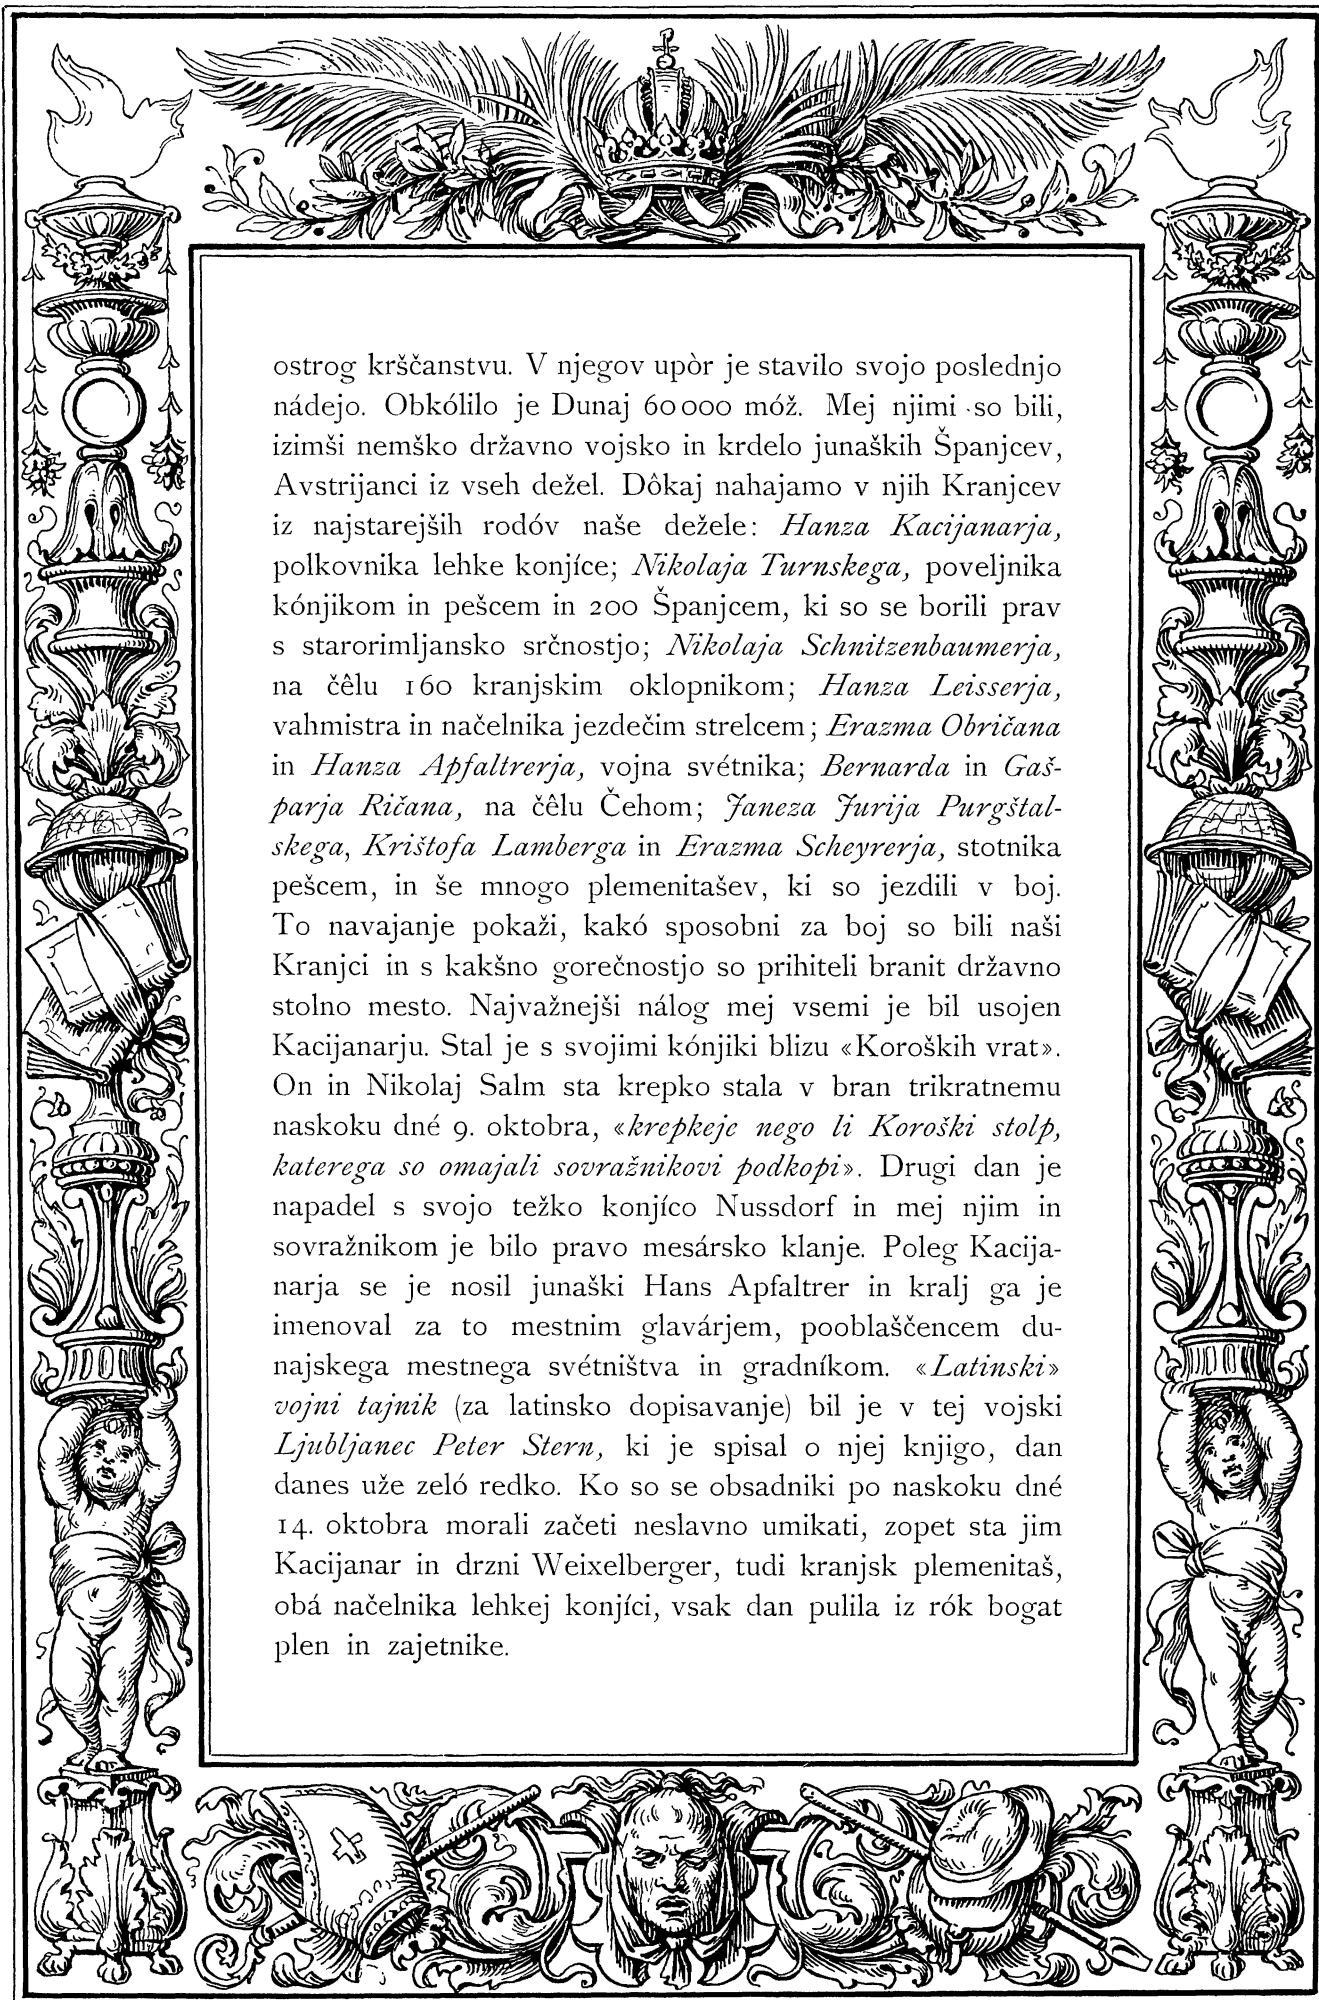 ostrog krščanstvu. V njegov upòr je stavilo svojo poslednjo
nádejo. Obkólilo je Dunaj 60000 móž. Mej njimi so bili,
izimši nemško državno vojsko in krdelo junaških Španjcev,
Avstrijanci iz vseh dežel. Dôkaj nahajamo v njih Kranjcev
iz najstarejših rodóv naše dežele: Hanza Kacijanarja,
polkovnika lehke konjíce; Nikolaja Turnskega, poveljnika
kónjikom in pešcem in 200 Španjcem, ki so se borili prav
s starorimljansko srčnostjo; Nikolaja Schnitzenbaumerja,
na čêlu 160 kranjskim oklopnikom; Hanza Leisserja,
vahmistra in načelnika jezdečim strelcem; Erazma Obričana
in Hanza Apfaltrerja, vojna svétnika; Bernarda in Gaš-
parja Ričana, na čêlu Čehom; Janeza Jurija Purgštal-
skega, Krištofa Lamberga in Erazma Scheyrerja, stotnika
pešcem, in še mnogo plemenitašev, ki so jezdili v boj.
To navajanje pokaži, kakó sposobni za boj so bili naši
Kranjci in s kakšno gorečnostjo so prihiteli branit državno
stolno mesto. Najvažnejši nálog mej vsemi je bil usojen
Kacijanarju. Stal je s svojimi kónjiki blizu «Koroških vrat».
On in Nikolaj Salm sta krepko stala v bran trikratnemu
naskoku dné 9. oktobra, «krepkeje nego li Koroški stolp,
katerega so omajali sovražnikovi podkopi». Drugi dan je
napadel s svojo težko konjíco Nussdorf in mej njim in
sovražnikom je bilo pravo mesársko klanje. Poleg Kacija-
narja se je nosil junaški Hans Apfaltrer in kralj ga je
imenoval za to mestnim glavárjem, pooblaščencem du-
najskega mestnega svétništva in gradníkom. «Latinski»
vojni tajnik (za latinsko dopisavanje) bil je v tej vojski
Ljubljanec Peter Stern, ki je spisal o njej knjigo, dan
danes uže zeló redko. Ko so se obsadniki po naskoku dné
14. oktobra morali začeti neslavno umikati, zopet sta jim
Kacijanar in drzni Weixelberger, tudi kranjsk plemenitaš,
obá načelnika lehkej konjíci, vsak dan pulila iz rók bogat
plen in zajetnike.